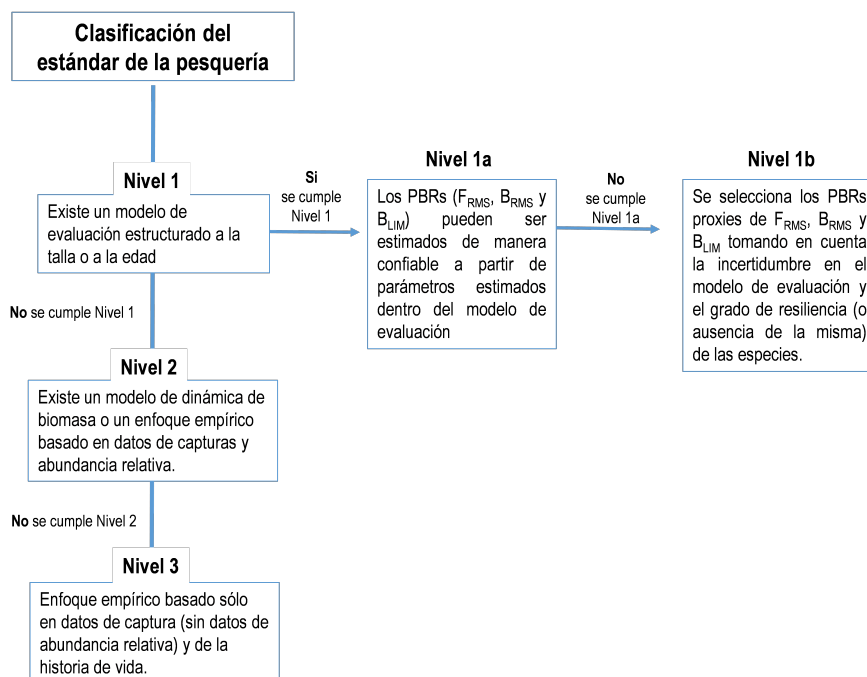 Clasificación del
estándar de la pesquería
Nivel 1
Existe un modelo de
evaluación estructurado a la
talla o a la edad
Si
se cumple
Nivel 1
Nivel 1a
Los PBRs (FRMS, BRMS y
BLIM) pueden ser
estimados de manera
confiable a partir de
parámetros estimados
dentro del modelo de
evaluación
No
se cumple
Nivel 1a
Nivel 1b
Se selecciona los PBRs
proxies de FRMS, BRMS y
BLIM tomando en cuenta
la incertidumbre en el
modelo de evaluación y
el grado de resiliencia (o
ausencia de la misma)
de las especies.
No se cumple Nivel 1
Nivel 2
Existe un modelo de dinámica de
biomasa o un enfoque empírico
basado en datos de capturas y
abundancia relativa.
No se cumple Nivel 2
Nivel 3
Enfoque empírico basado sólo
en datos de captura (sin datos de
abundancia relativa) y de la
historia de vida.